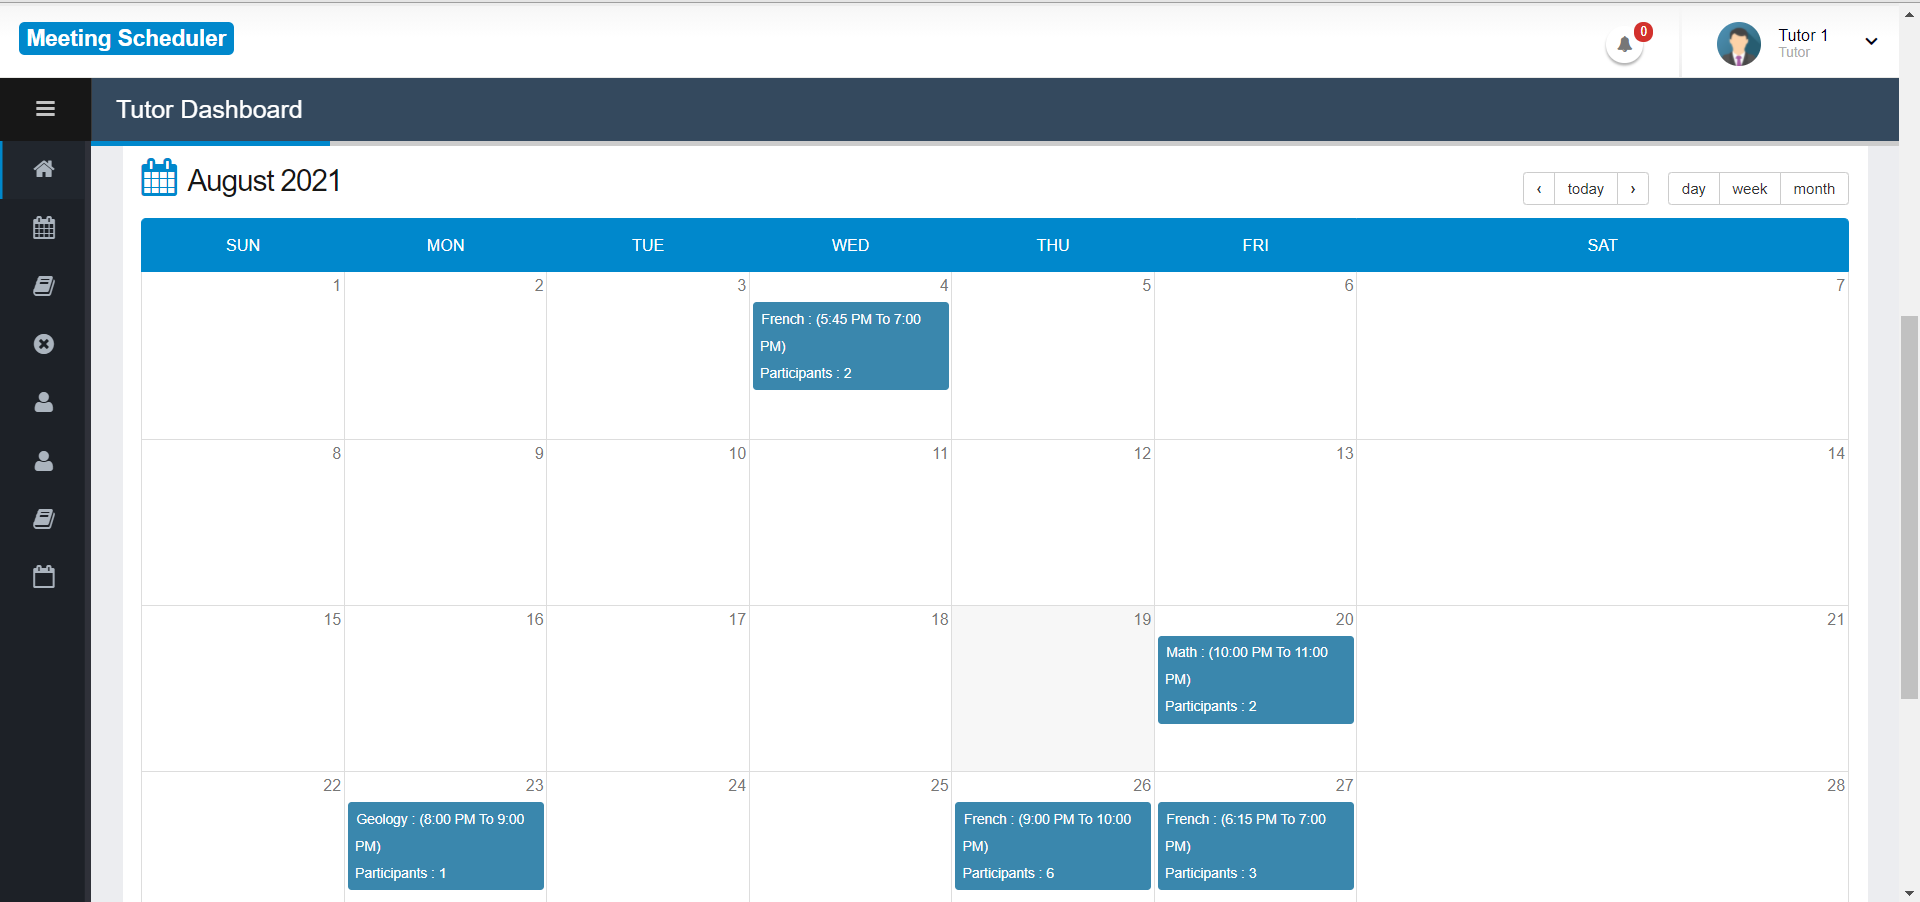 Meeting Scheduler
0
Tutor 1
Tutor
Tutor Dashboard
August 2021
‹ today › day week month
SUN MON TUE WED THU FRI SAT
1 2 3 4 5 6 7
French : (5:45 PM To 7:00
PM)
Participants : 2
8 9 10 11 12 13 14
15 16 17 18 19 20 21
Math : (10:00 PM To 11:00
PM)
Participants : 2
22 23 24 25 26 27 28
Geology : (8:00 PM To 9:00
PM)
Participants : 1
French : (9:00 PM To 10:00
PM)
Participants : 6
French : (6:15 PM To 7:00
PM)
Participants : 3